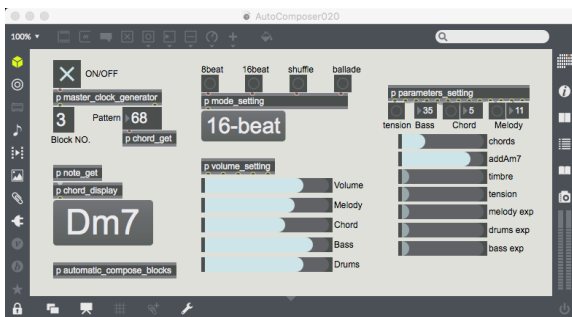 AutoComposer020
100%
ON/OFF
p master_clock_generator
3
Pattern
68
Block NO.
p chord_get
p note_get
p chord_display
Dm7
p automatic_compose_blocks
8beat 16beat shuffle ballade
p mode_setting
16-beat
p volume_setting
Volume
Melody
Chord
Bass
Drums
p parameters_setting
35 5 11
tension Bass Chord Melody
chords
addAm7
timbre
tension
melody exp
drums exp
bass exp